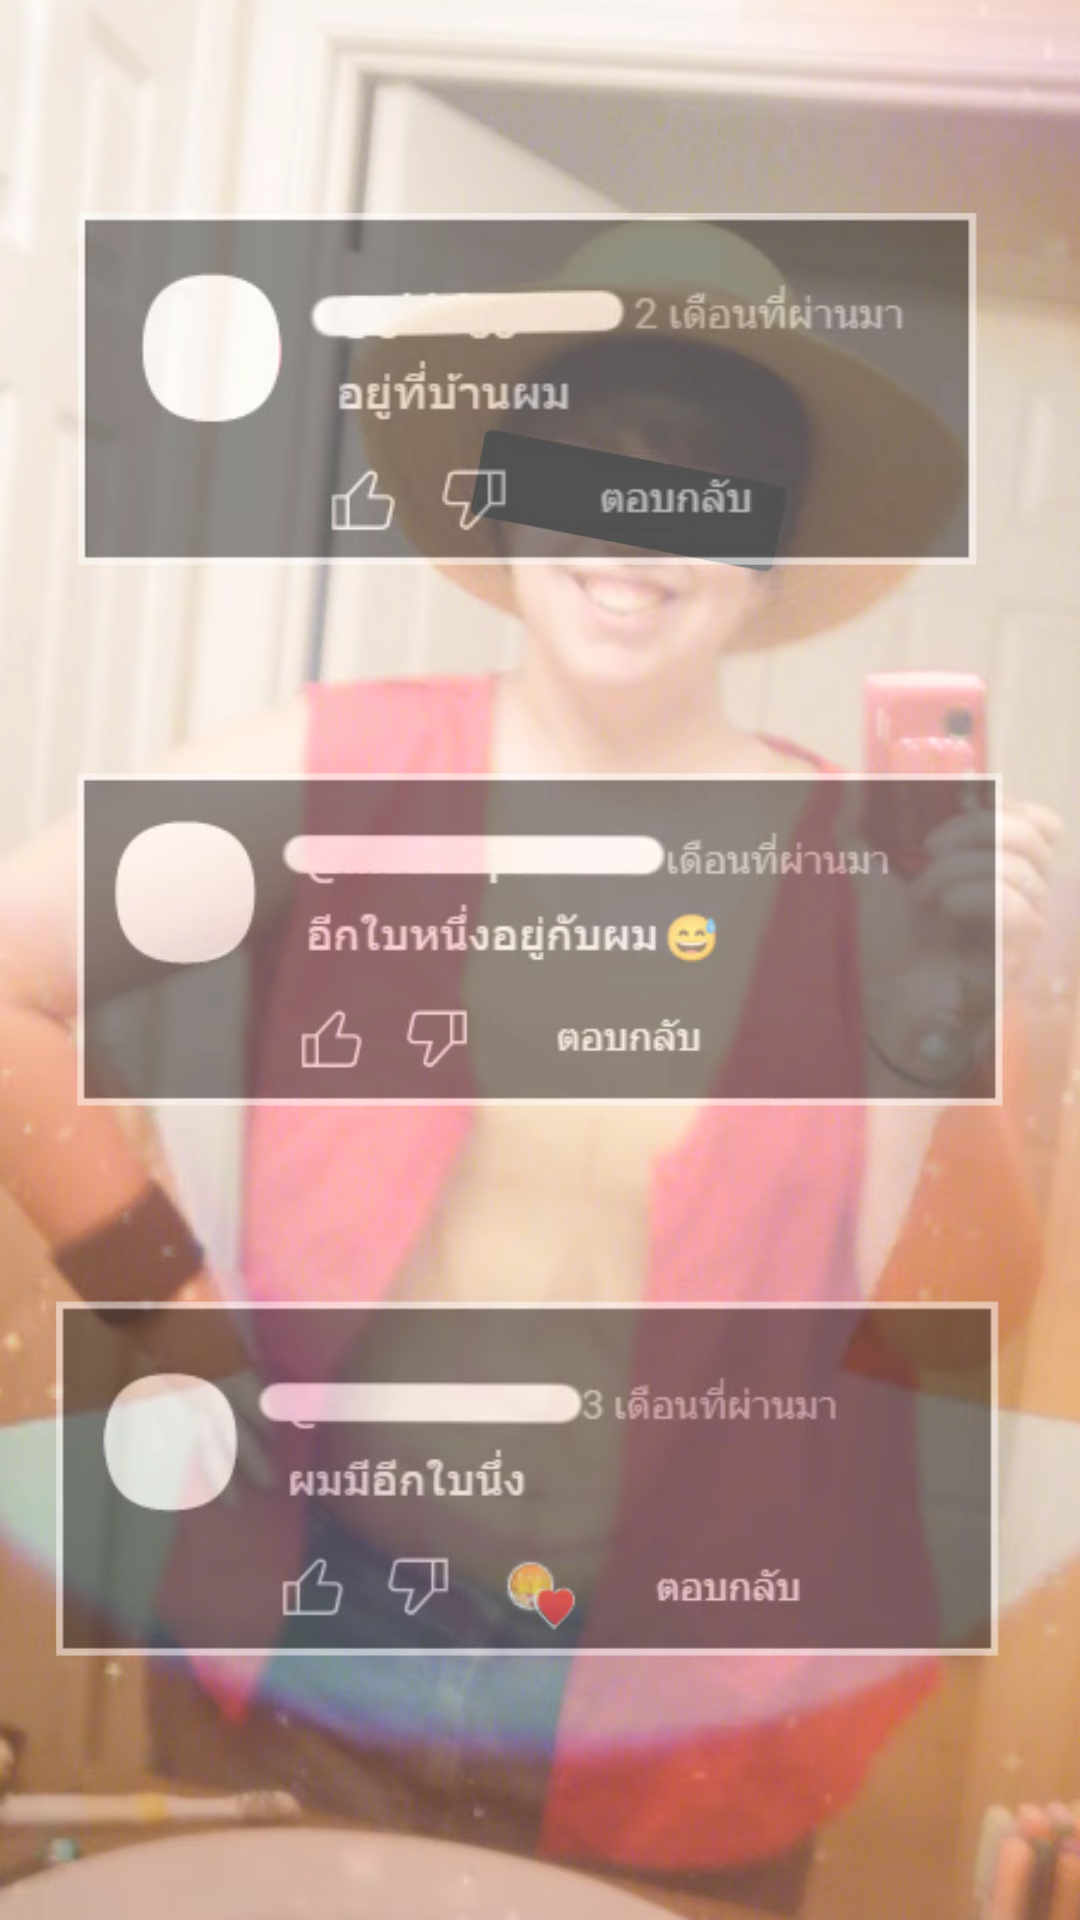 2 เดือนที่ผ่านมา
อยู่ที่บ้านผม
ตอบกลับ
เดือนที่ผ่านมา
อีกใบหนึ่งอยู่กับผม😅
ตอบกลับ
3 เดือนที่ผ่านมา
ผมมีอีกใบนึ่ง
ตอบกลับ